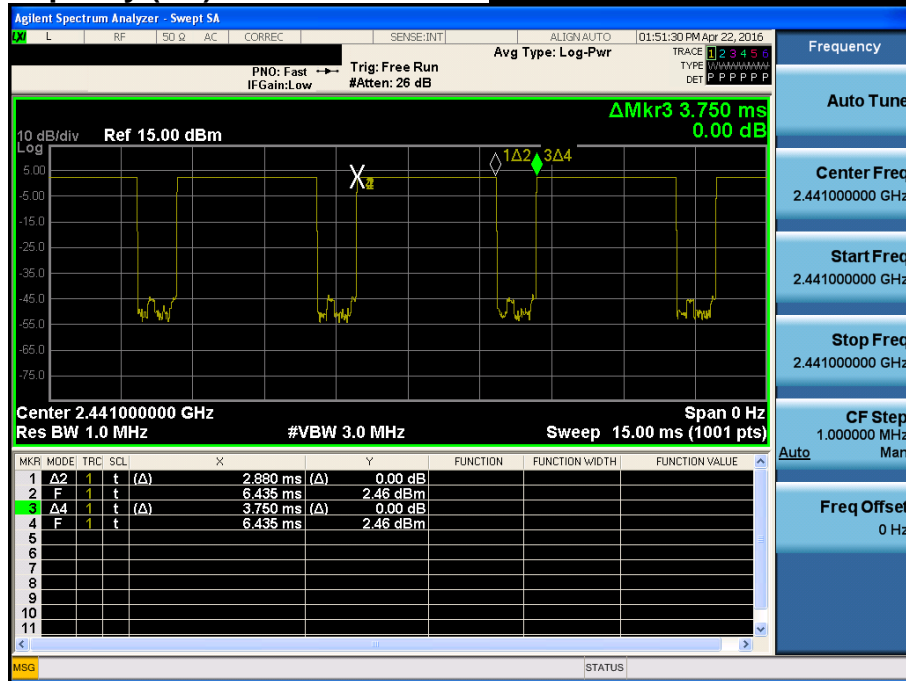 Agilent Spectrum Analyzer - Swept SA
LXI L RF 50 Ω AC CORREC SENSE:INT ALIGN AUTO 01:51:30 PM Apr 22, 2016
PNO: Fast Trig: Free Run Avg Type: Log-Pwr TRACE 1 2 3 4 5 6
IFGain:Low #Atten: 26 dB TYPE WWWWWW
DET P P P P P P
ΔMkr3 3.750 ms
0.00 dB
10 dB/div Ref 15.00 dBm
Log
5.00
-5.00
-15.0
-25.0
-35.0
-45.0
-55.0
-65.0
-75.0
1Δ2 3Δ4
Center 2.441000000 GHz Span 0 Hz
Res BW 1.0 MHz #VBW 3.0 MHz Sweep 15.00 ms (1001 pts)
MKR MODE TRC SCL X Y FUNCTION FUNCTION WIDTH FUNCTION VALUE
1 Δ2 1 t (Δ) 2.880 ms (Δ) 0.00 dB
2 F 1 t 6.435 ms 2.46 dBm
3 Δ4 1 t (Δ) 3.750 ms (Δ) 0.00 dB
4 F 1 t 6.435 ms 2.46 dBm
5
6
7
8
9
10
11
MSG STATUS
Frequency
Auto Tune
Center Freq
2.441000000 GHz
Start Freq
2.441000000 GHz
Stop Freq
2.441000000 GHz
CF Step
1.000000 MHz
Auto Man
Freq Offset
0 Hz